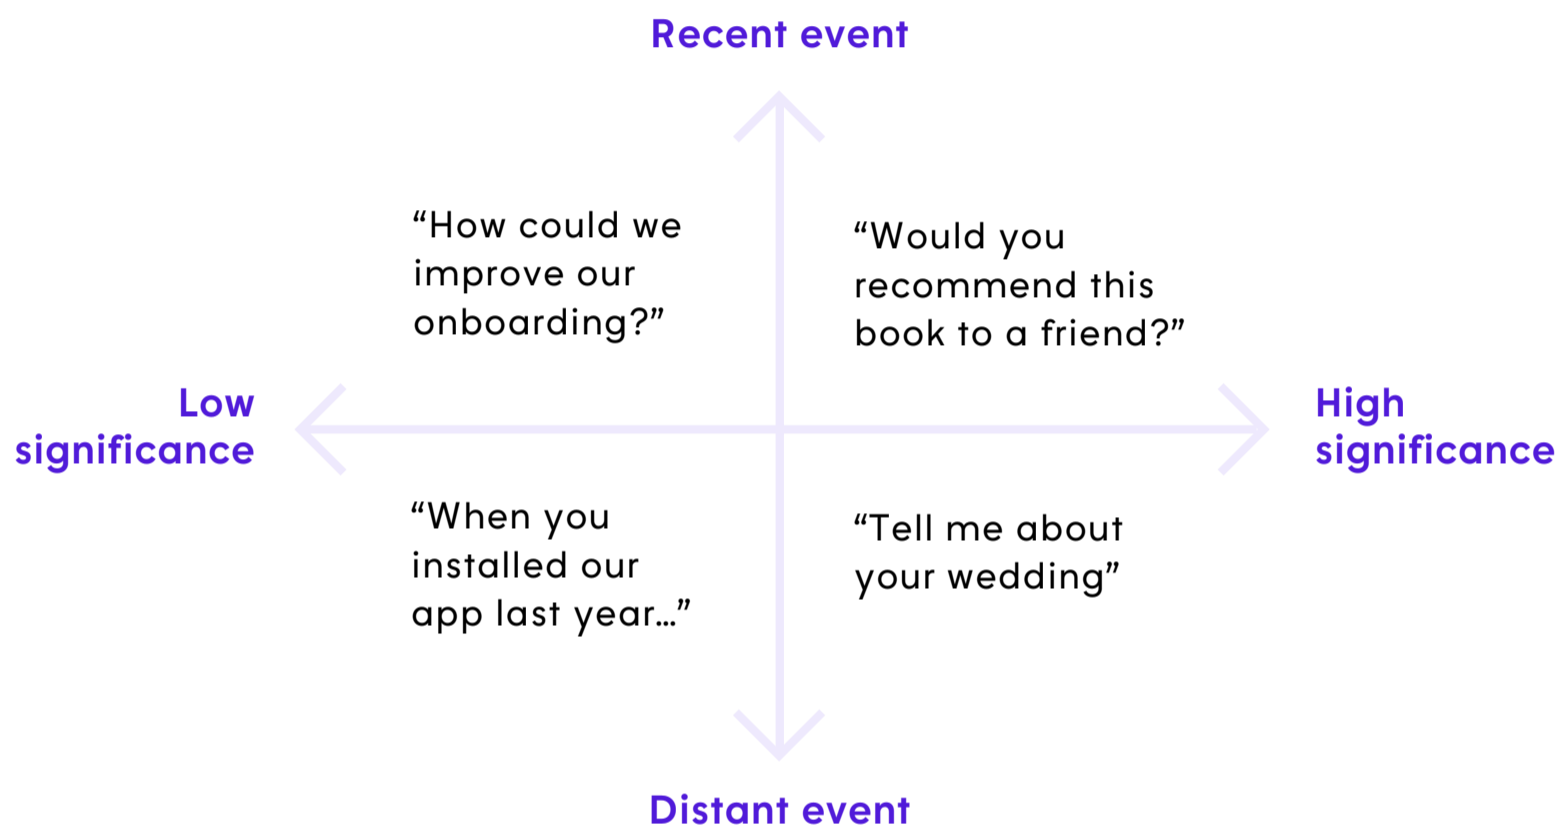 Recent event
“How could we
improve our
onboarding?”
“Would you
recommend this
book to a friend?”
Low
significance
High
significance
“When you
installed our
app last year…”
“Tell me about
your wedding”
Distant event